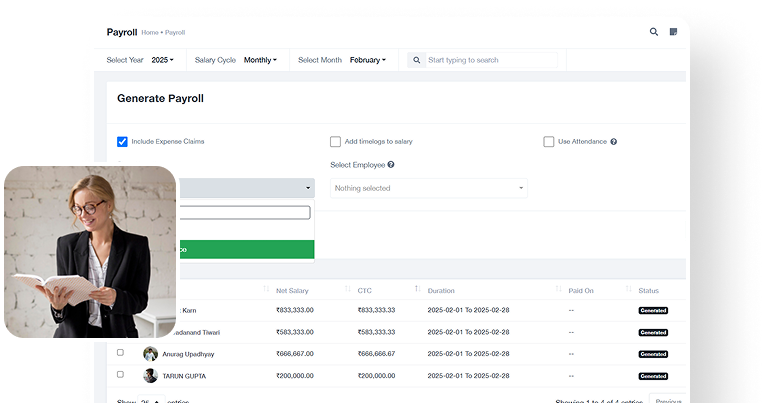 Payroll Home • Payroll
Select Year 2025 Salary Cycle Monthly Select Month February Start typing to search
Generate Payroll
Include Expense Claims Add timelogs to salary Use Attendance
Select Employee
Nothing selected
Net Salary CTC Duration Paid On Status
Karn ₹833,333.00 ₹833,333.33 2025-02-01 To 2025-02-28 -- Generated
adanand Tiwari ₹583,333.00 ₹583,333.33 2025-02-01 To 2025-02-28 -- Generated
Anurag Upadhyay ₹666,667.00 ₹666,666.67 2025-02-01 To 2025-02-28 -- Generated
TARUN GUPTA ₹200,000.00 ₹200,000.00 2025-02-01 To 2025-02-28 -- Generated
Show 25 entries Showing 1 to 4 of 4 entries Previous